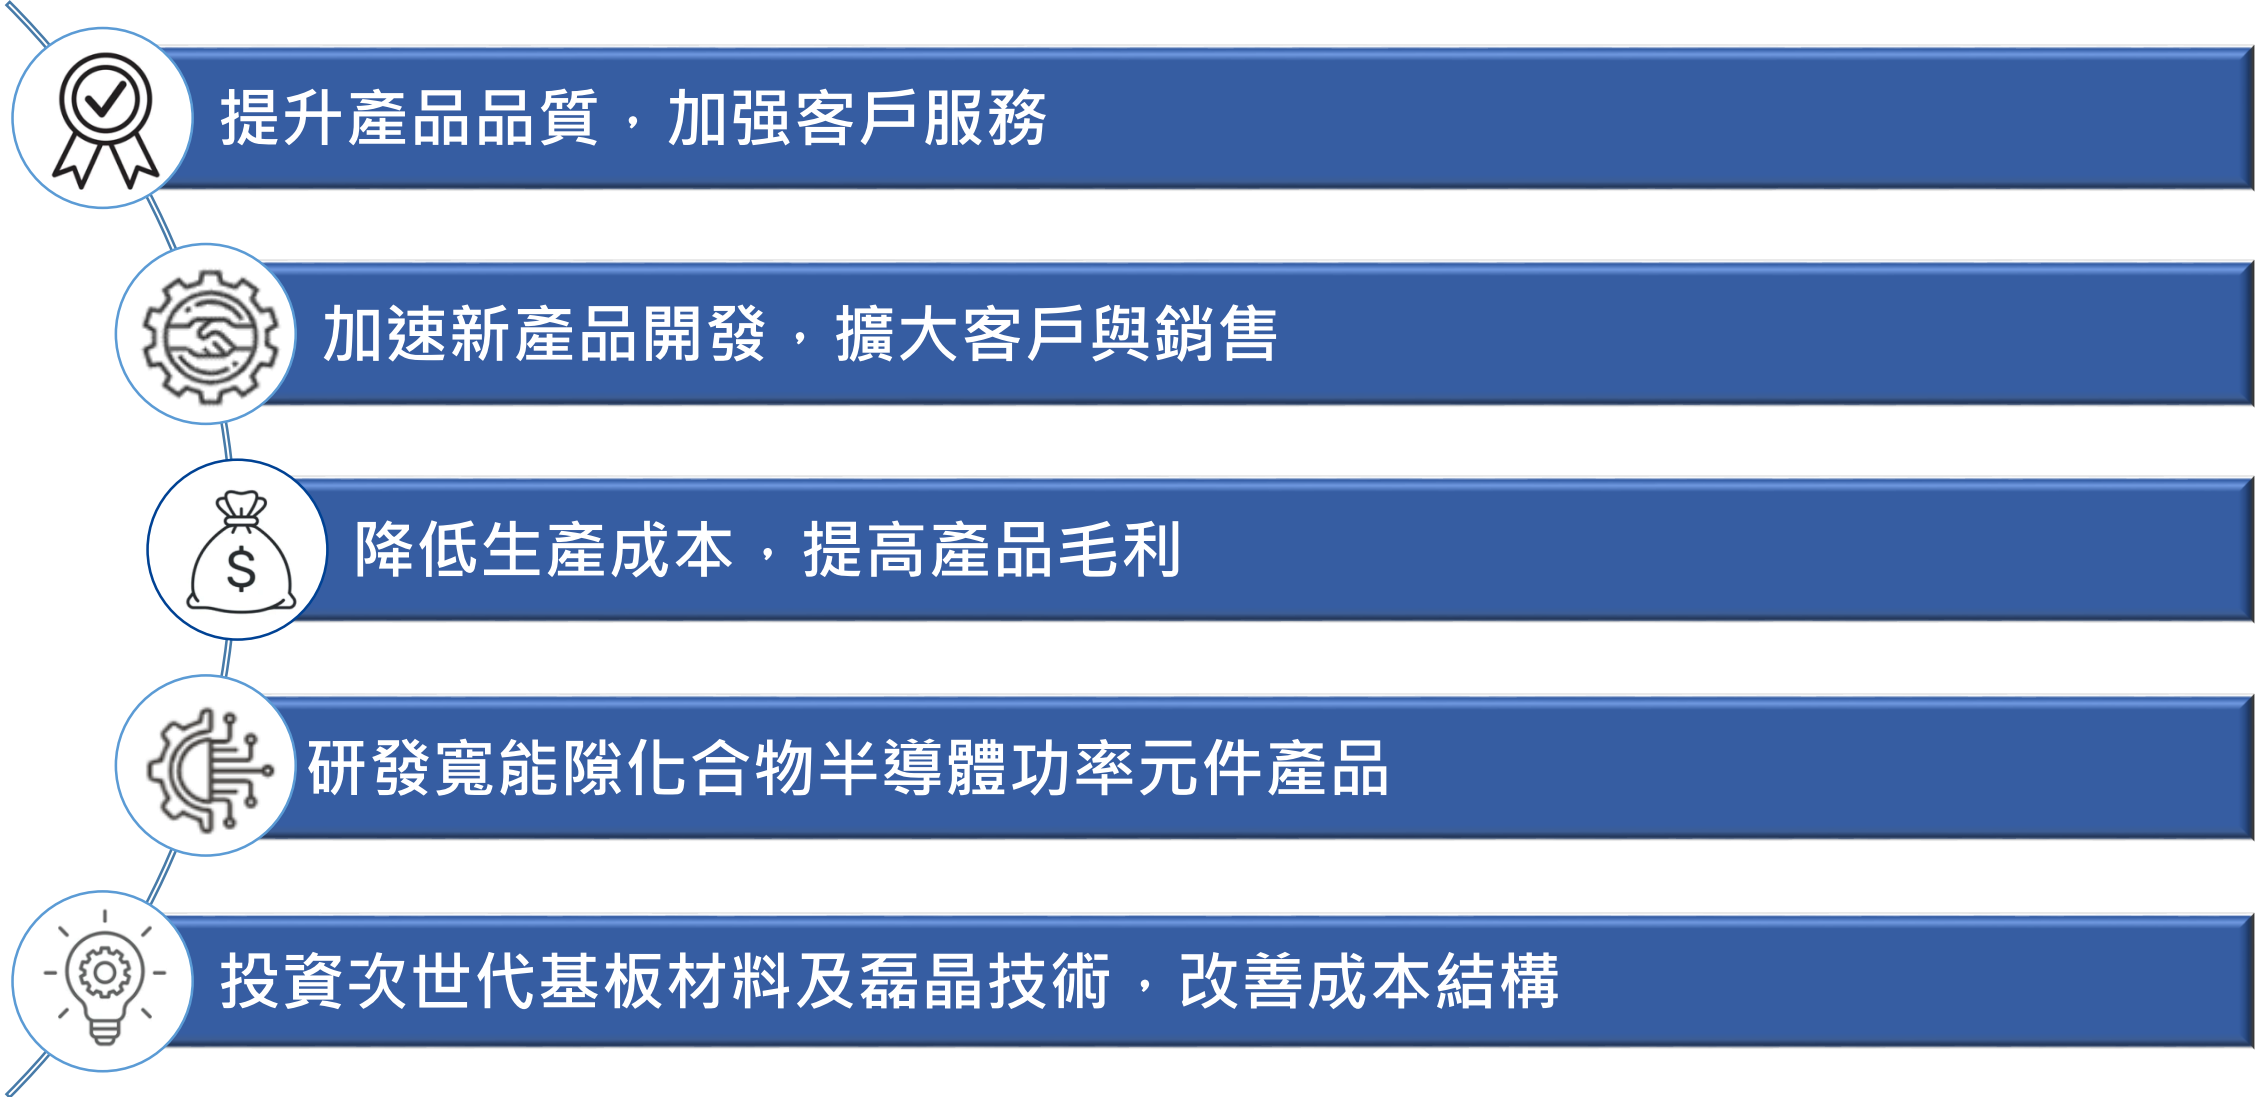 提升產品品質，加强客戶服務
加速新產品開發，擴大客戶與銷售
降低生產成本，提高產品毛利
$
研發寬能隙化合物半導體功率元件產品
投資次世代基板材料及磊晶技術，改善成本結構